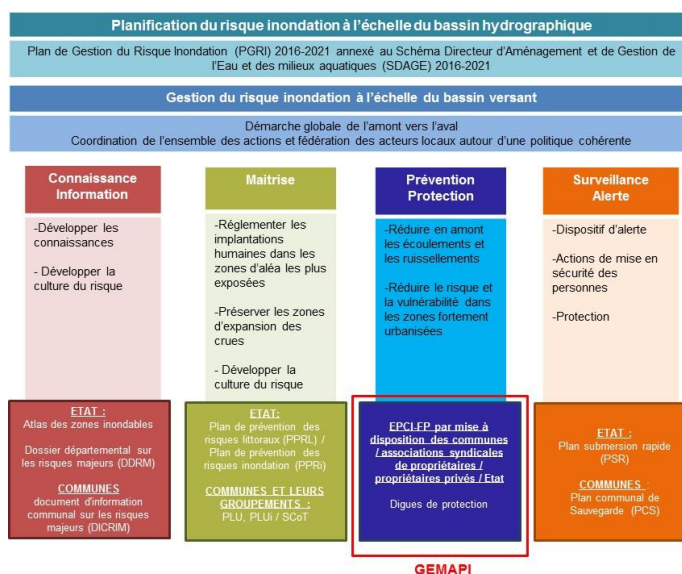 Planification du risque inondation à l'échelle du bassin hydrographique
Plan de Gestion du Risque Inondation (PGRI) 2016-2021 annexé au Schéma Directeur d'Aménagement et de Gestion de
l'Eau et des milieux aquatiques (SDAGE) 2016-2021
Gestion du risque inondation à l'échelle du bassin versant
Démarche globale de l'amont vers l'aval
Coordination de l'ensemble des actions et fédération des acteurs locaux autour d'une politique cohérente
Connaissance
Information
-Développer les
connaissances
- Développer la
culture du risque
ETAT :
Atlas des zones inondables
Dossier départemental sur
les risques majeurs (DDRM)
COMMUNES
document d'information
communal sur les risques
majeurs (DICRIM)
Maitrise
-Réglementer les
implantations
humaines dans les
zones d'aléa les plus
exposées
-Préserver les zones
d'expansion des
crues
- Développer la
culture du risque
ETAT:
Plan de prévention des
risques littoraux (PPRL) /
Plan de prévention des
risques inondation (PPRi)
COMMUNES ET LEURS
GROUPEMENTS :
PLU, PLUi / SCoT
Prévention
Protection
-Réduire en amont
les écoulements et
les ruissellements
-Réduire le risque et
la vulnérabilité dans
les zones fortement
urbanisées
EPCI-FP par mise à
disposition des communes
/ associations syndicales
de propriétaires /
propriétaires privés / Etat
Digues de protection
GEMAPI
Surveillance
Alerte
-Dispositif d'alerte
-Actions de mise en
sécurité des
personnes
-Protection
ETAT :
Plan submersion rapide
(PSR)
COMMUNES :
Plan communal de
Sauvegarde (PCS)